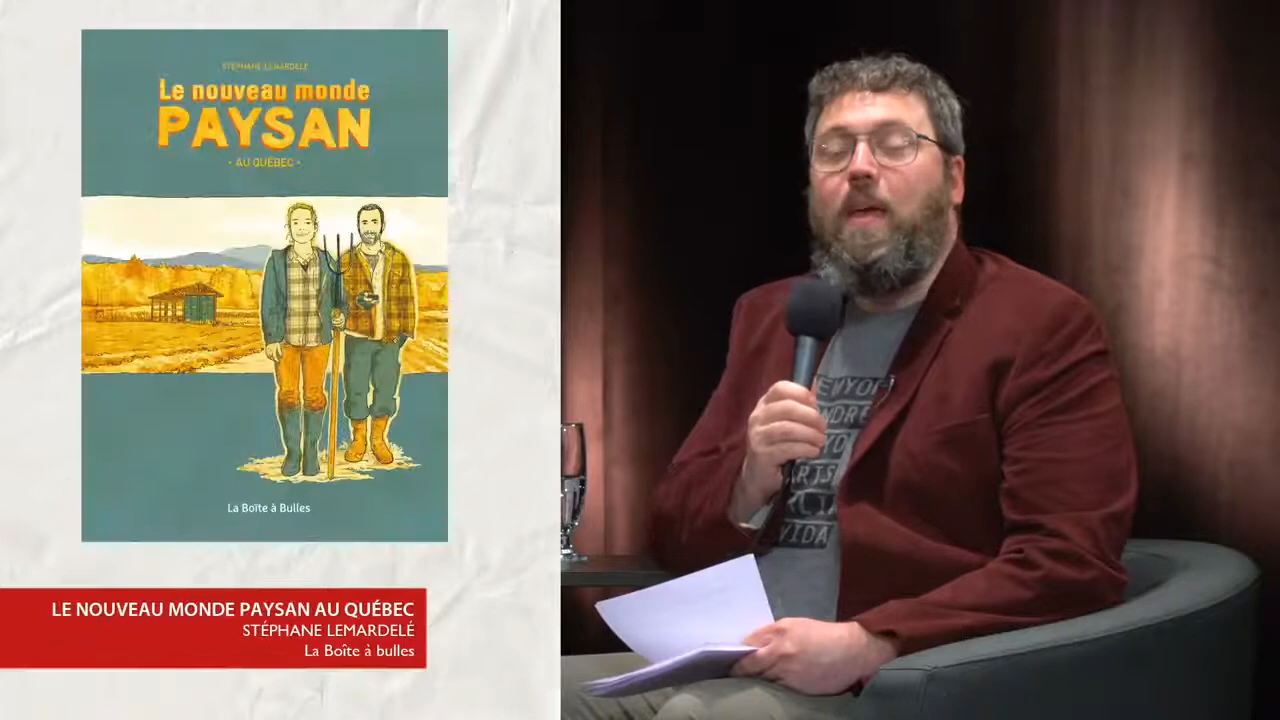 STÉPHANE LEMARDELÉ
Le nouveau monde
PAYSAN
- AU QUÉBEC -
La Boîte à Bulles
LE NOUVEAU MONDE PAYSAN AU QUÉBEC
STÉPHANE LEMARDELÉ
La Boîte à bulles
VIDA